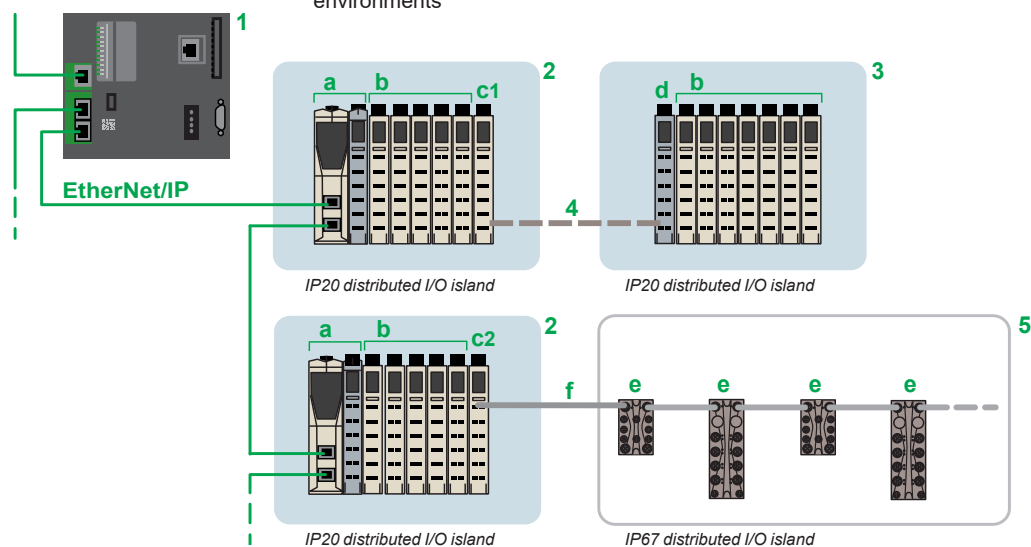 environments
1
2
3
a b c1
d b
EtherNet/IP
4
IP20 distributed I/O island
IP20 distributed I/O island
2
5
a b c2
f
e e e e
IP20 distributed I/O island
IP67 distributed I/O island